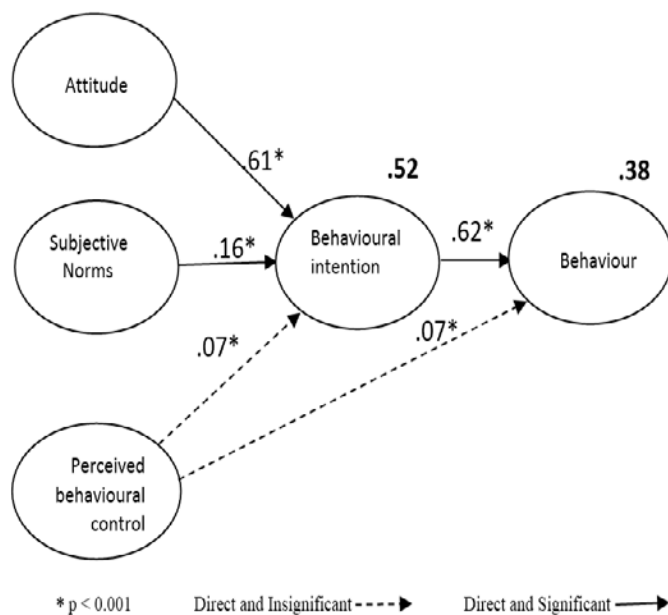 Attitude
.61*
.52
.38
Subjective
Norms
.16*
Behavioural
intention
.62*
Behaviour
.07*
.07*
Perceived
behavioural
control
* p < 0.001
Direct and Insignificant
Direct and Significant